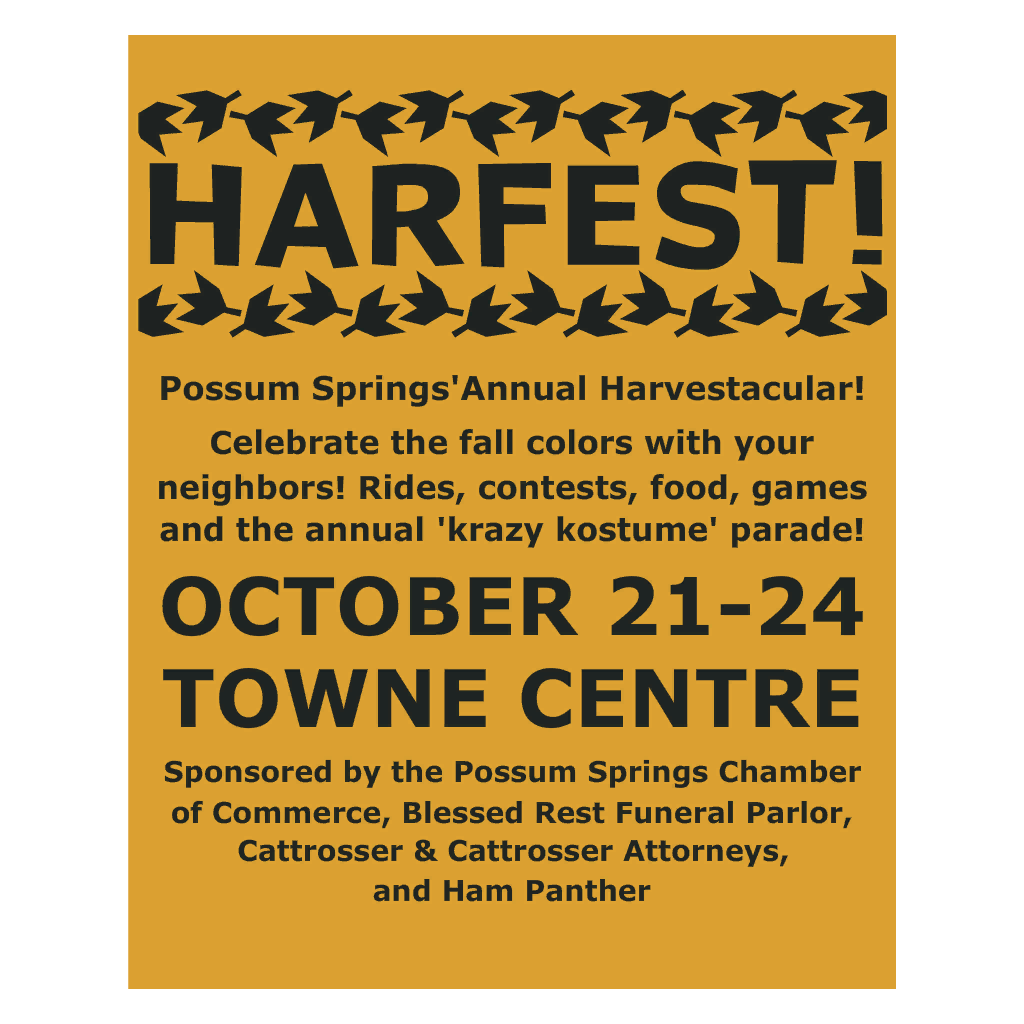 HARFEST!
Possum Springs'Annual Harvestacular!
Celebrate the fall colors with your
neighbors! Rides, contests, food, games
and the annual 'krazy kostume' parade!
OCTOBER 21-24
TOWNE CENTRE
Sponsored by the Possum Springs Chamber
of Commerce, Blessed Rest Funeral Parlor,
Cattrosser & Cattrosser Attorneys,
and Ham Panther